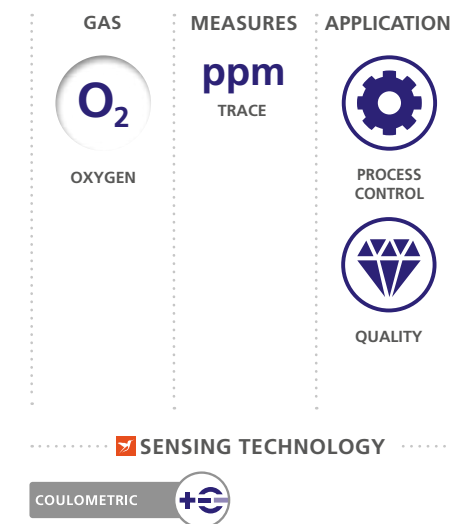 GAS
MEASURES
APPLICATION
O₂
OXYGEN
ppm
TRACE
PROCESS
CONTROL
QUALITY
SENSING TECHNOLOGY
COULOMETRIC